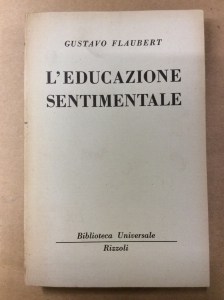 GUSTAVO FLAUBERT
L'EDUCAZIONE
SENTIMENTALE
Biblioteca Universale
Rizzoli